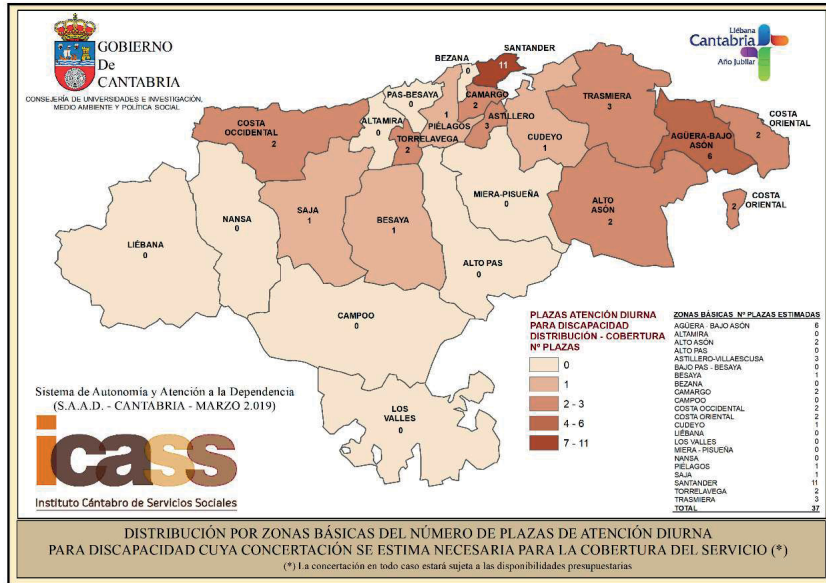 GOBIERNO
De
CANTABRIA
CONSEJERÍA DE UNIVERSIDADES E INVESTIGACIÓN,
MEDIO AMBIENTE Y POLÍTICA SOCIAL
Liébana
Cantabria
Año Jubilar
SANTANDER
11
BEZANA
0
PAS-BESAYA
0
CAMARGO
2
COSTA
OCCIDENTAL
2
ALTAMIRA
0
TORRELAVEGA
2
PIÉLAGOS
1
ASTILLERO
3
CUDEYO
1
TRASMIERA
3
AGÜERA-BAJO
ASÓN
6
COSTA
ORIENTAL
2
COSTA
ORIENTAL
2
ALTO
ASÓN
2
MIERA-PISUEÑA
0
LIÉBANA
0
NANSA
0
SAJA
1
BESAYA
1
ALTO PAS
0
CAMPOO
0
LOS
VALLES
0
PLAZAS ATENCIÓN DIURNA
PARA DISCAPACIDAD
DISTRIBUCIÓN - COBERTURA
Nº PLAZAS
0
1
2 - 3
4 - 6
7 - 11
ZONAS BÁSICAS Nº PLAZAS ESTIMADAS
AGÜERA - BAJO ASÓN 6
ALTAMIRA 0
ALTO ASÓN 2
ALTO PAS 0
ASTILLERO-VILLAESCUSA 3
BAJO PAS - BESAYA 0
BESAYA 1
BEZANA 0
CAMARGO 2
CAMPOO 0
COSTA OCCIDENTAL 2
COSTA ORIENTAL 2
CUDEYO 1
LIÉBANA 0
LOS VALLES 0
MIERA - PISUEÑA 0
NANSA 0
PIÉLAGOS 1
SAJA 1
SANTANDER 11
TORRELAVEGA 2
TRASMIERA 3
TOTAL 37
Sistema de Autonomía y Atención a la Dependencia
(S.A.A.D. - CANTABRIA - MARZO 2.019)
icass
Instituto Cántabro de Servicios Sociales
DISTRIBUCIÓN POR ZONAS BÁSICAS DEL NÚMERO DE PLAZAS DE ATENCIÓN DIURNA
PARA DISCAPACIDAD CUYA CONCERTACIÓN SE ESTIMA NECESARIA PARA LA COBERTURA DEL SERVICIO (*)
(*) La concertación en todo caso estará sujeta a las disponibilidades presupuestarias